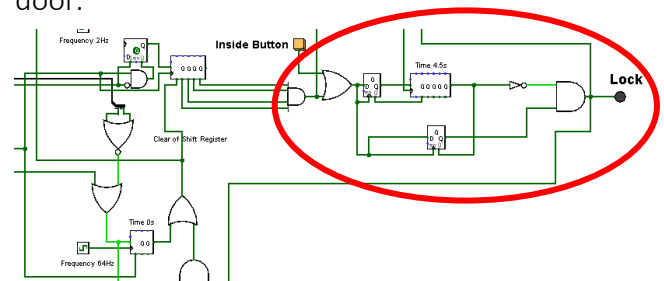 door.
Frequency 2Hz
Inside Button
Time 4.5s
Lock
Clear of Shift Register
Time 0s
Frequency 64Hz